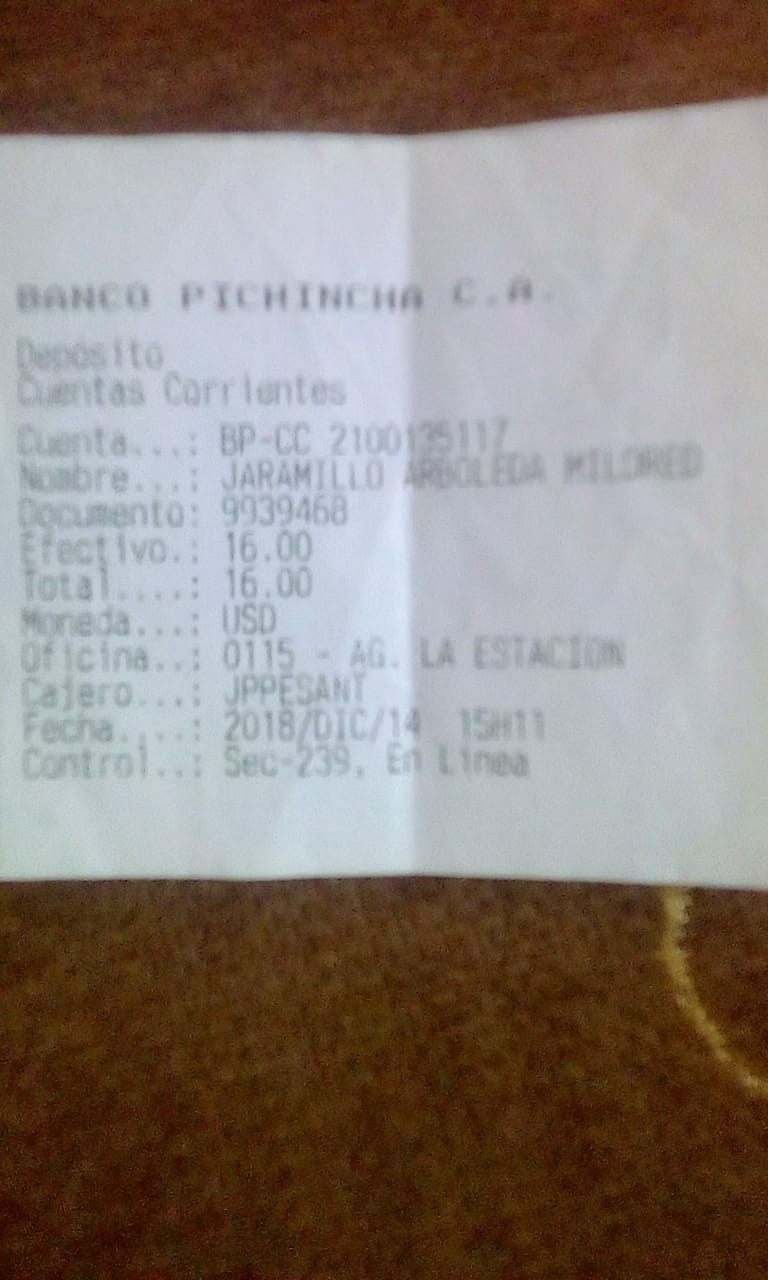 BANCO PICHINCHA C.A.
Depósito
Cuentas Corrientes
Cuenta...: BP-CC 2100135117
Nombre...: JARAMILLO ARBOLEDA MILDRED
Documento: 9939468
Efectivo.: 16.00
Total....: 16.00
Moneda...: USD
Oficina..: 0115 - AG. LA ESTACION
Cajero...: JPPESANT
Fecha....: 2018/DIC/14 15H11
Control..: Sec-239, En Linea